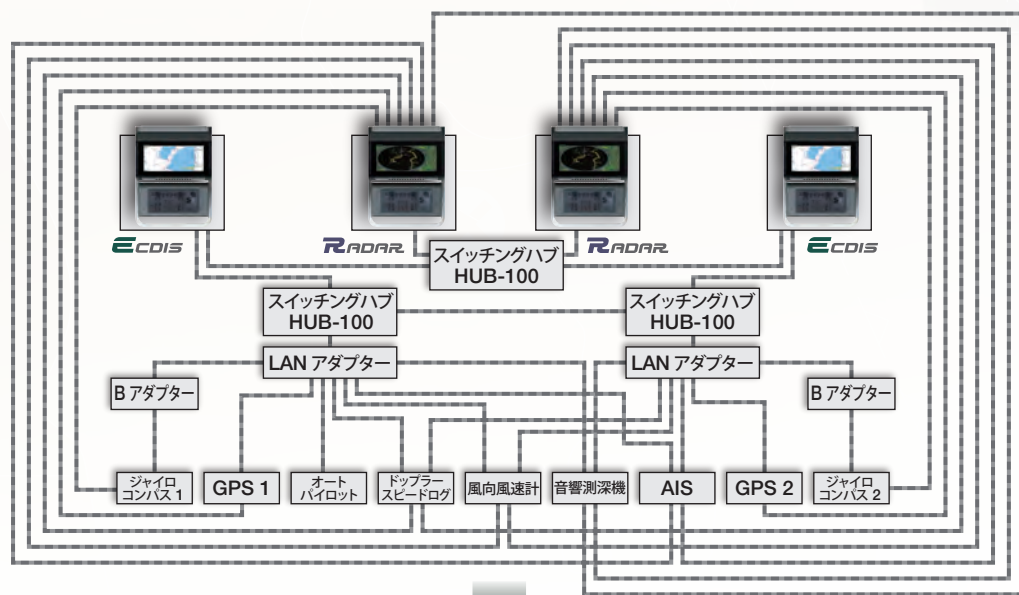 ECDIS
RADAR
RADAR
ECDIS
スイッチングハブ
HUB-100
スイッチングハブ
HUB-100
スイッチングハブ
HUB-100
LAN アダプター
LAN アダプター
B アダプター
B アダプター
ジャイロ
コンパス 1
GPS 1
オート
パイロット
ドップラー
スピードログ
風向風速計
音響測深機
AIS
GPS 2
ジャイロ
コンパス 2